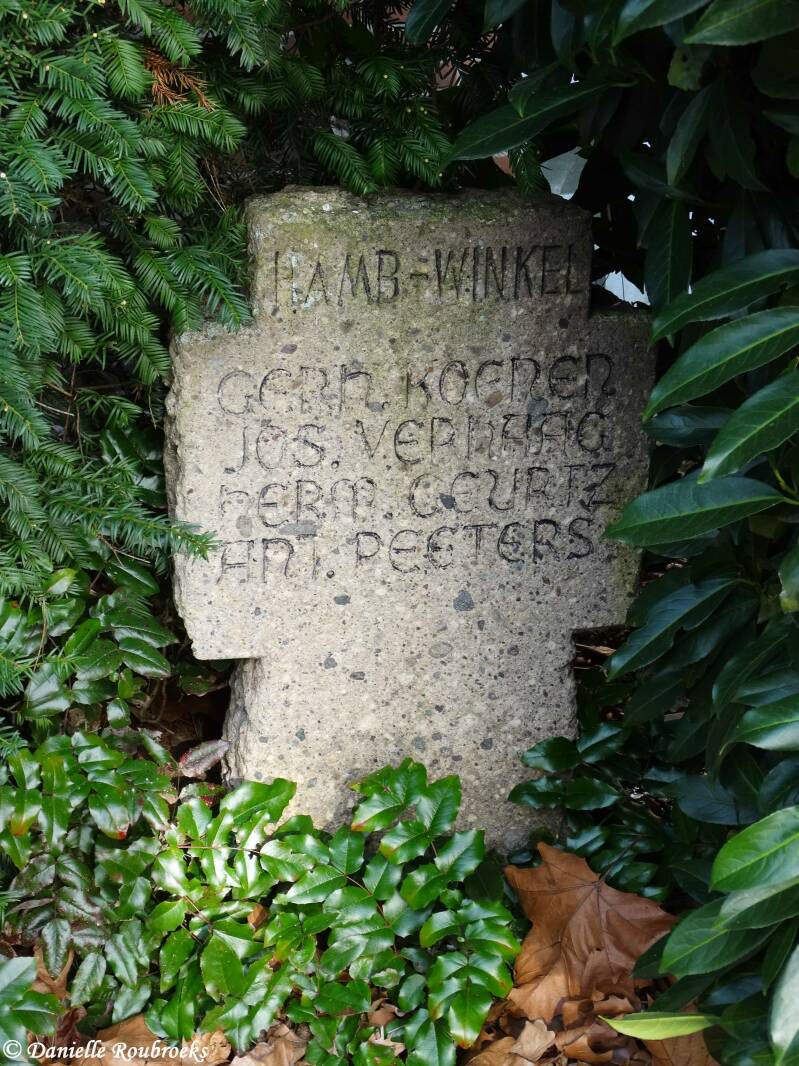 HAMB-WINKEL
GERH. KOENEN
JOS. VERHAAG
HERM. GEURTZ
ANT. PEETERS
© Danielle Roubroeks